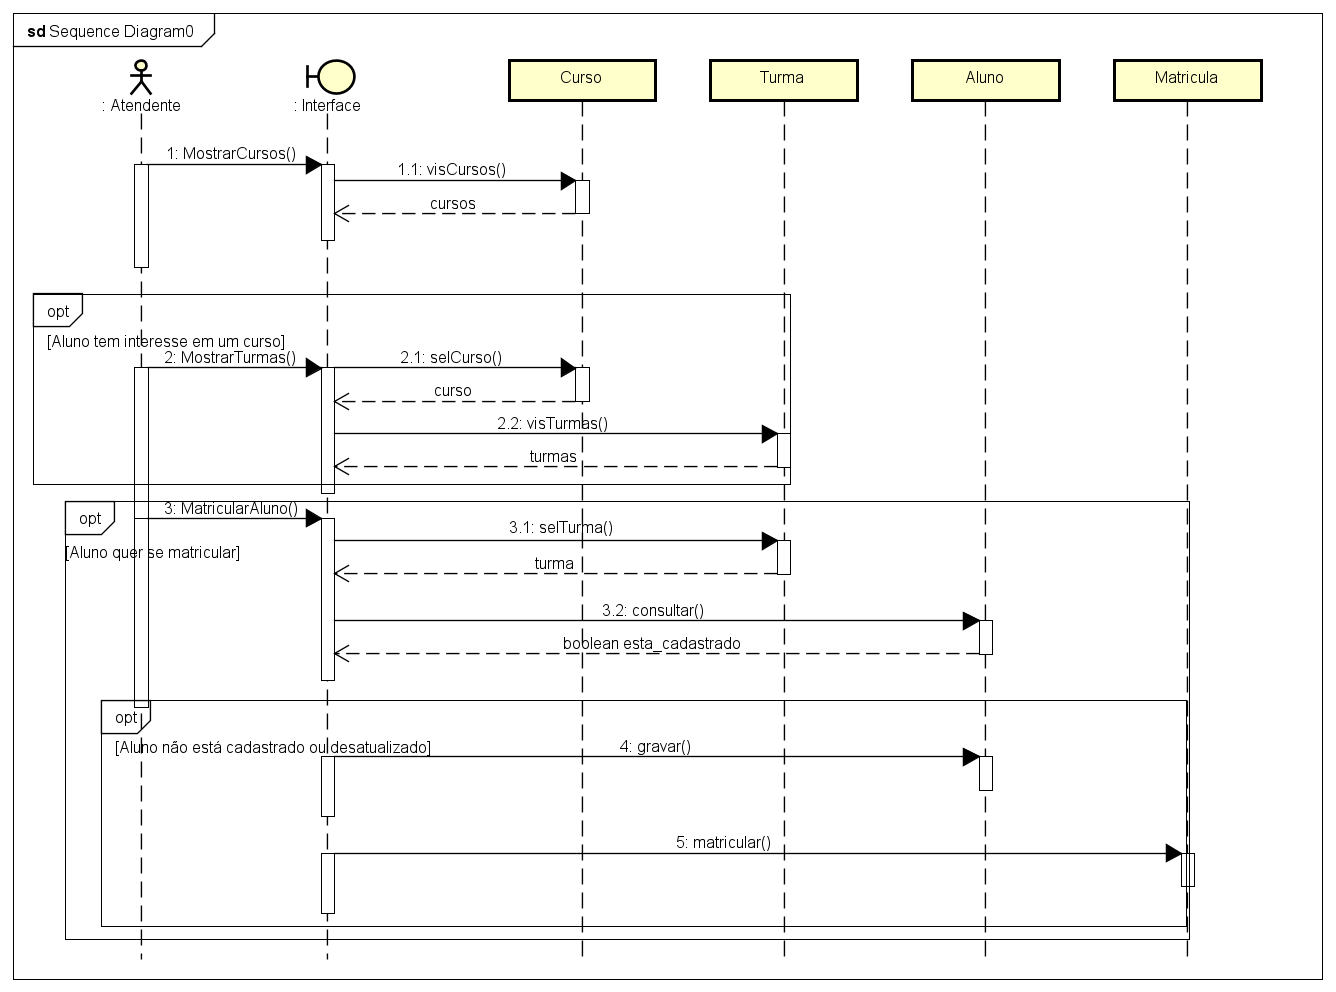 sd Sequence Diagram0
: Atendente
: Interface
Curso
Turma
Aluno
Matricula
1: MostrarCursos()
1.1: visCursos()
cursos
opt
[Aluno tem interesse em um curso]
2: MostrarTurmas()
2.1: selCurso()
curso
2.2: visTurmas()
turmas
opt
3: MatricularAluno()
[Aluno quer se matricular]
3.1: selTurma()
turma
3.2: consultar()
boolean esta_cadastrado
opt
[Aluno não está cadastrado ou desatualizado]
4: gravar()
5: matricular()